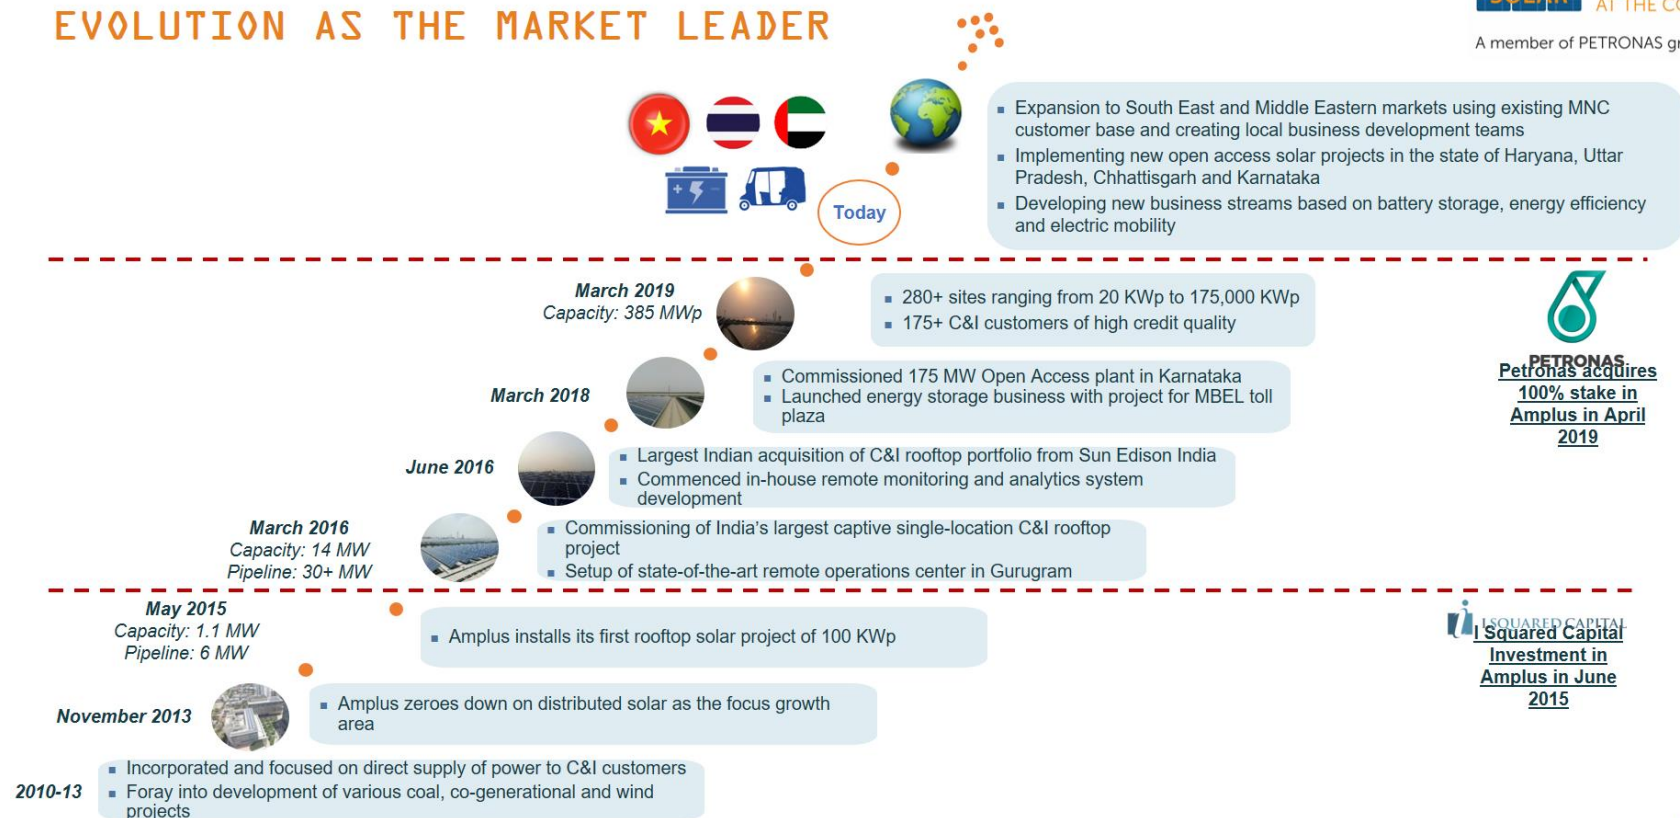 EVOLUTION AS THE MARKET LEADER
SOLAR
AT THE CO
A member of PETRONAS gr
Expansion to South East and Middle Eastern markets using existing MNC
customer base and creating local business development teams
Implementing new open access solar projects in the state of Haryana, Uttar
Pradesh, Chhattisgarh and Karnataka
Developing new business streams based on battery storage, energy efficiency
and electric mobility
Today
March 2019
Capacity: 385 MWp
280+ sites ranging from 20 KWp to 175,000 KWp
175+ C&I customers of high credit quality
PETRONAS
Petronas acquires
100% stake in
Amplus in April
2019
March 2018
Commissioned 175 MW Open Access plant in Karnataka
Launched energy storage business with project for MBEL toll
plaza
June 2016
Largest Indian acquisition of C&I rooftop portfolio from Sun Edison India
Commenced in-house remote monitoring and analytics system
development
March 2016
Capacity: 14 MW
Pipeline: 30+ MW
Commissioning of India’s largest captive single-location C&I rooftop
project
Setup of state-of-the-art remote operations center in Gurugram
May 2015
Capacity: 1.1 MW
Pipeline: 6 MW
Amplus installs its first rooftop solar project of 100 KWp
I SQUARED CAPITAL
I Squared Capital
Investment in
Amplus in June
2015
November 2013
Amplus zeroes down on distributed solar as the focus growth
area
2010-13
Incorporated and focused on direct supply of power to C&I customers
Foray into development of various coal, co-generational and wind
projects